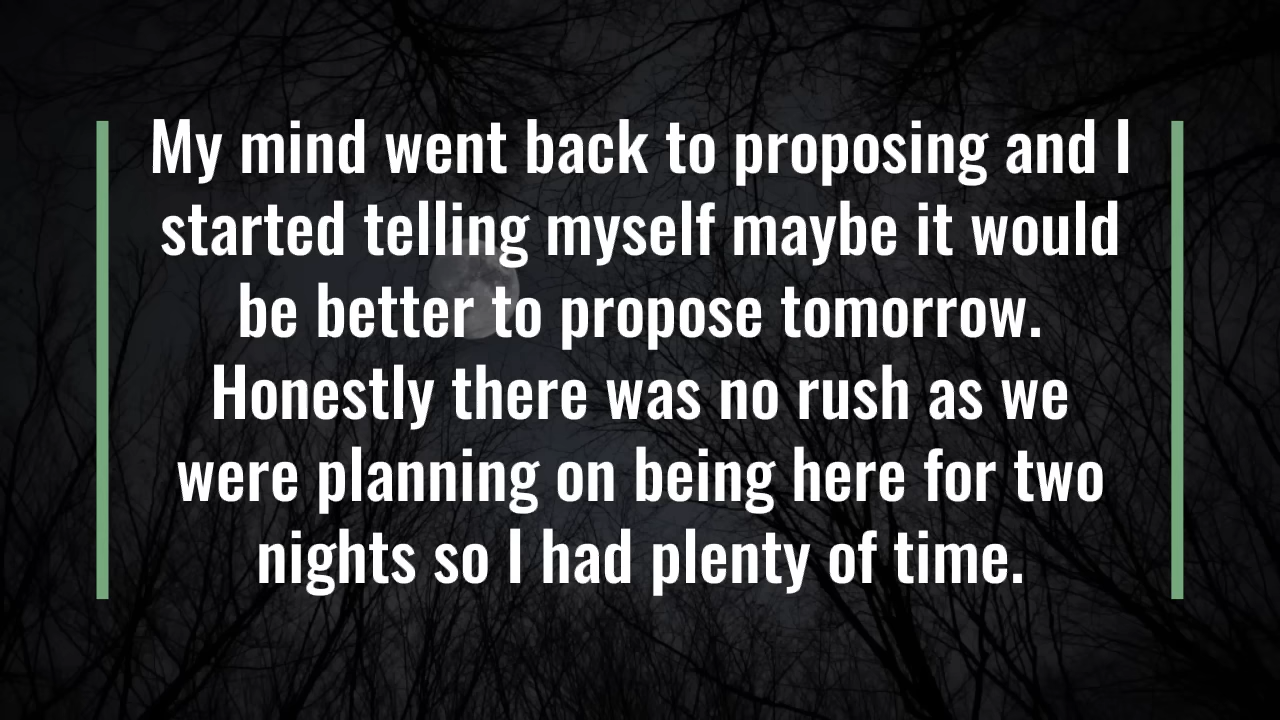 My mind went back to proposing and I
started telling myself maybe it would
be better to propose tomorrow.
Honestly there was no rush as we
were planning on being here for two
nights so I had plenty of time.